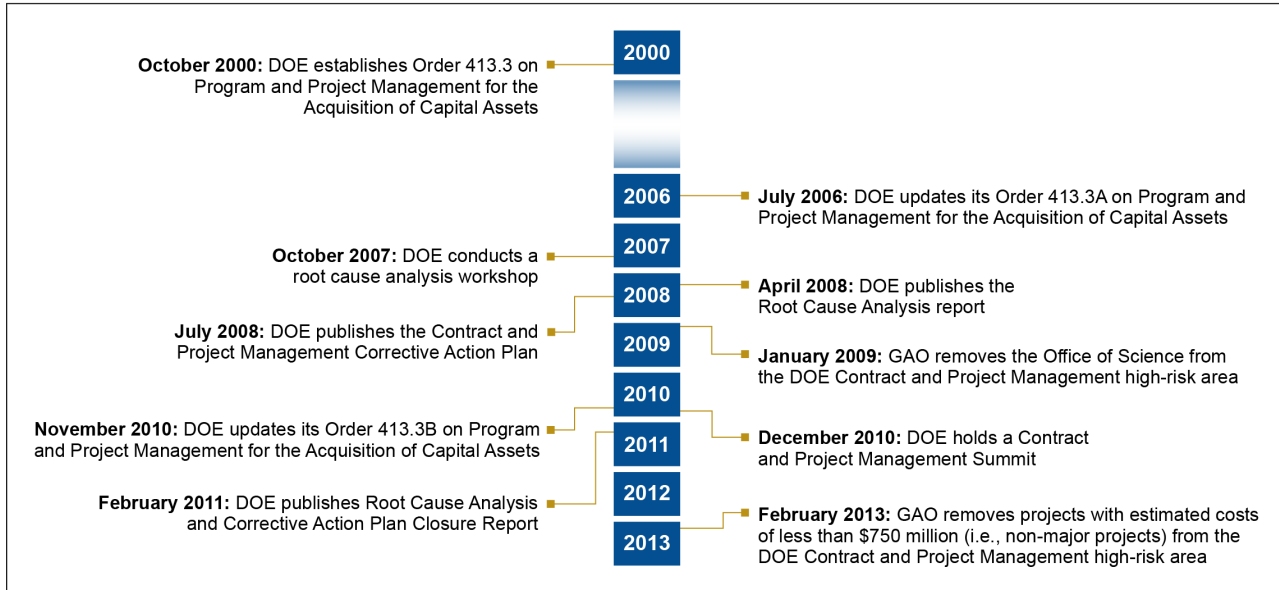 2000
October 2000: DOE establishes Order 413.3 on
Program and Project Management for the
Acquisition of Capital Assets
2006
July 2006: DOE updates its Order 413.3A on Program and
Project Management for the Acquisition of Capital Assets
2007
October 2007: DOE conducts a
root cause analysis workshop
2008
April 2008: DOE publishes the
Root Cause Analysis report
July 2008: DOE publishes the Contract and
Project Management Corrective Action Plan
2009
January 2009: GAO removes the Office of Science from
the DOE Contract and Project Management high-risk area
2010
November 2010: DOE updates its Order 413.3B on Program
and Project Management for the Acquisition of Capital Assets
December 2010: DOE holds a Contract
and Project Management Summit
2011
February 2011: DOE publishes Root Cause Analysis
and Corrective Action Plan Closure Report
2012
2013
February 2013: GAO removes projects with estimated costs
of less than $750 million (i.e., non-major projects) from the
DOE Contract and Project Management high-risk area